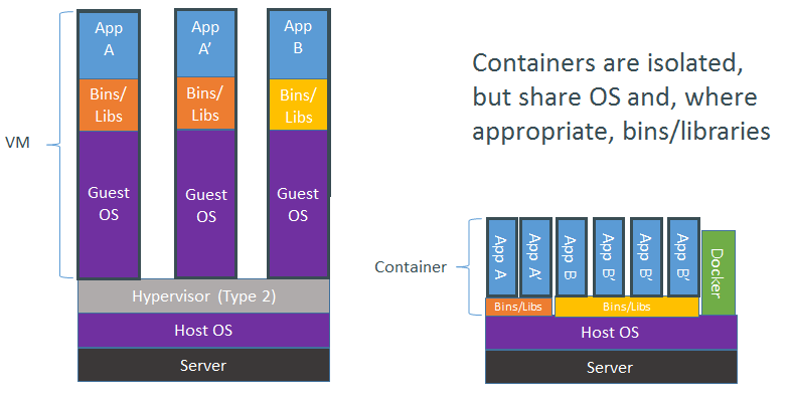 VM
App
A
Bins/
Libs
Guest
OS
App
A’
Bins/
Libs
Guest
OS
App
B
Bins/
Libs
Guest
OS
Hypervisor (Type 2)
Host OS
Server
Containers are isolated,
but share OS and, where
appropriate, bins/libraries
Container
App A
App A’
App B
App B’
App B’
App B’
Docker
Bins/Libs
Bins/Libs
Host OS
Server